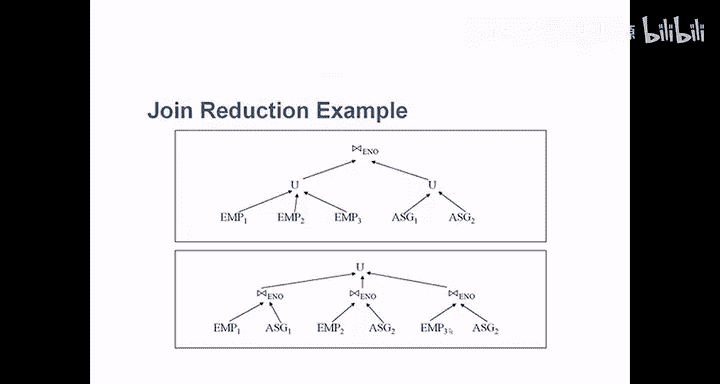 bilibili
Join Reduction Example
⋈ENO
U U
EMP1 EMP2 EMP3 ASG1 ASG2
U
⋈ENO ⋈ENO ⋈ENO
EMP1 ASG1 EMP2 ASG2 EMP3 ASG2